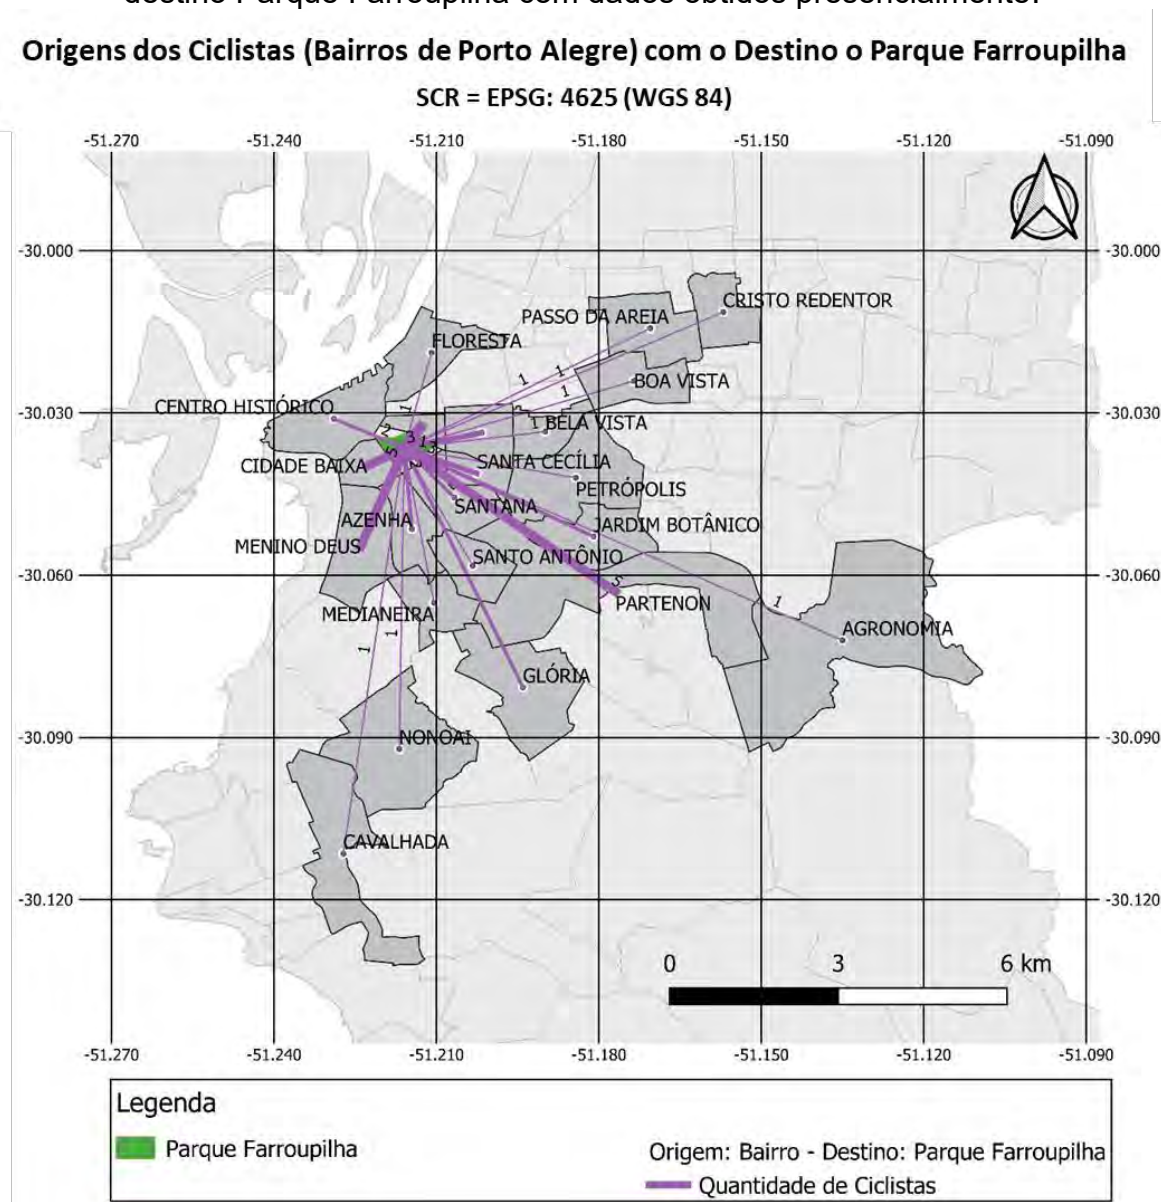 destino Parque Farroupilha com dados obtidos presencialmente.
Origens dos Ciclistas (Bairros de Porto Alegre) com o Destino o Parque Farroupilha
SCR = EPSG: 4625 (WGS 84)
-51.270 -51.240 -51.210 -51.180 -51.150 -51.120 -51.090
-30.000 -30.000
CRISTO REDENTOR
PASSO DA AREIA
FLORESTA
1 1
BOA VISTA
1
CENTRO HISTÓRICO
1
-30.030 -30.030
BELA VISTA
1
2
3
1
3
5
2
CIDADE BAIXA
SANTA CECÍLIA
PETRÓPOLIS
SANTANA
AZENHA
JARDIM BOTÂNICO
MENINO DEUS
SANTO ANTÔNIO
-30.060 -30.060
5
PARTENON
1
MEDIANEIRA
AGRONOMIA
1
1
GLÓRIA
-30.090 -30.090
NONOAI
CAVALHADA
-30.120 -30.120
0 3 6 km
-51.270 -51.240 -51.210 -51.180 -51.150 -51.120 -51.090
Legenda
Parque Farroupilha
Origem: Bairro - Destino: Parque Farroupilha
Quantidade de Ciclistas